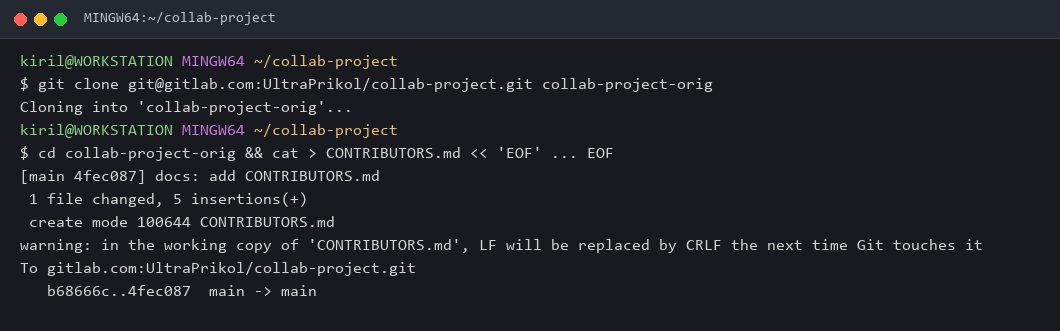 MINGW64:~/collab-project
kiril@WORKSTATION MINGW64 ~/collab-project
$ git clone git@gitlab.com:UltraPrikol/collab-project.git collab-project-orig
Cloning into 'collab-project-orig'...
kiril@WORKSTATION MINGW64 ~/collab-project
$ cd collab-project-orig && cat > CONTRIBUTORS.md << 'EOF' ... EOF
[main 4fec087] docs: add CONTRIBUTORS.md
 1 file changed, 5 insertions(+)
 create mode 100644 CONTRIBUTORS.md
warning: in the working copy of 'CONTRIBUTORS.md', LF will be replaced by CRLF the next time Git touches it
To gitlab.com:UltraPrikol/collab-project.git
   b68666c..4fec087  main -> main